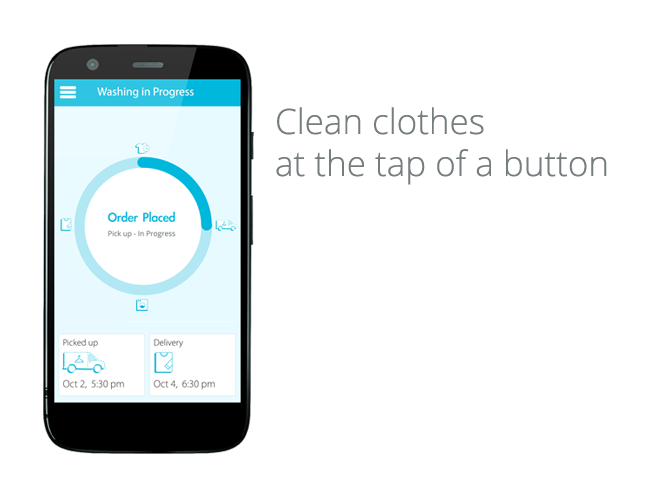 Washing in Progress
Order Placed
Pick up - In Progress
Picked up
Oct 2, 5:30 pm
Delivery
Oct 4, 6:30 pm
Clean clothes
at the tap of a button